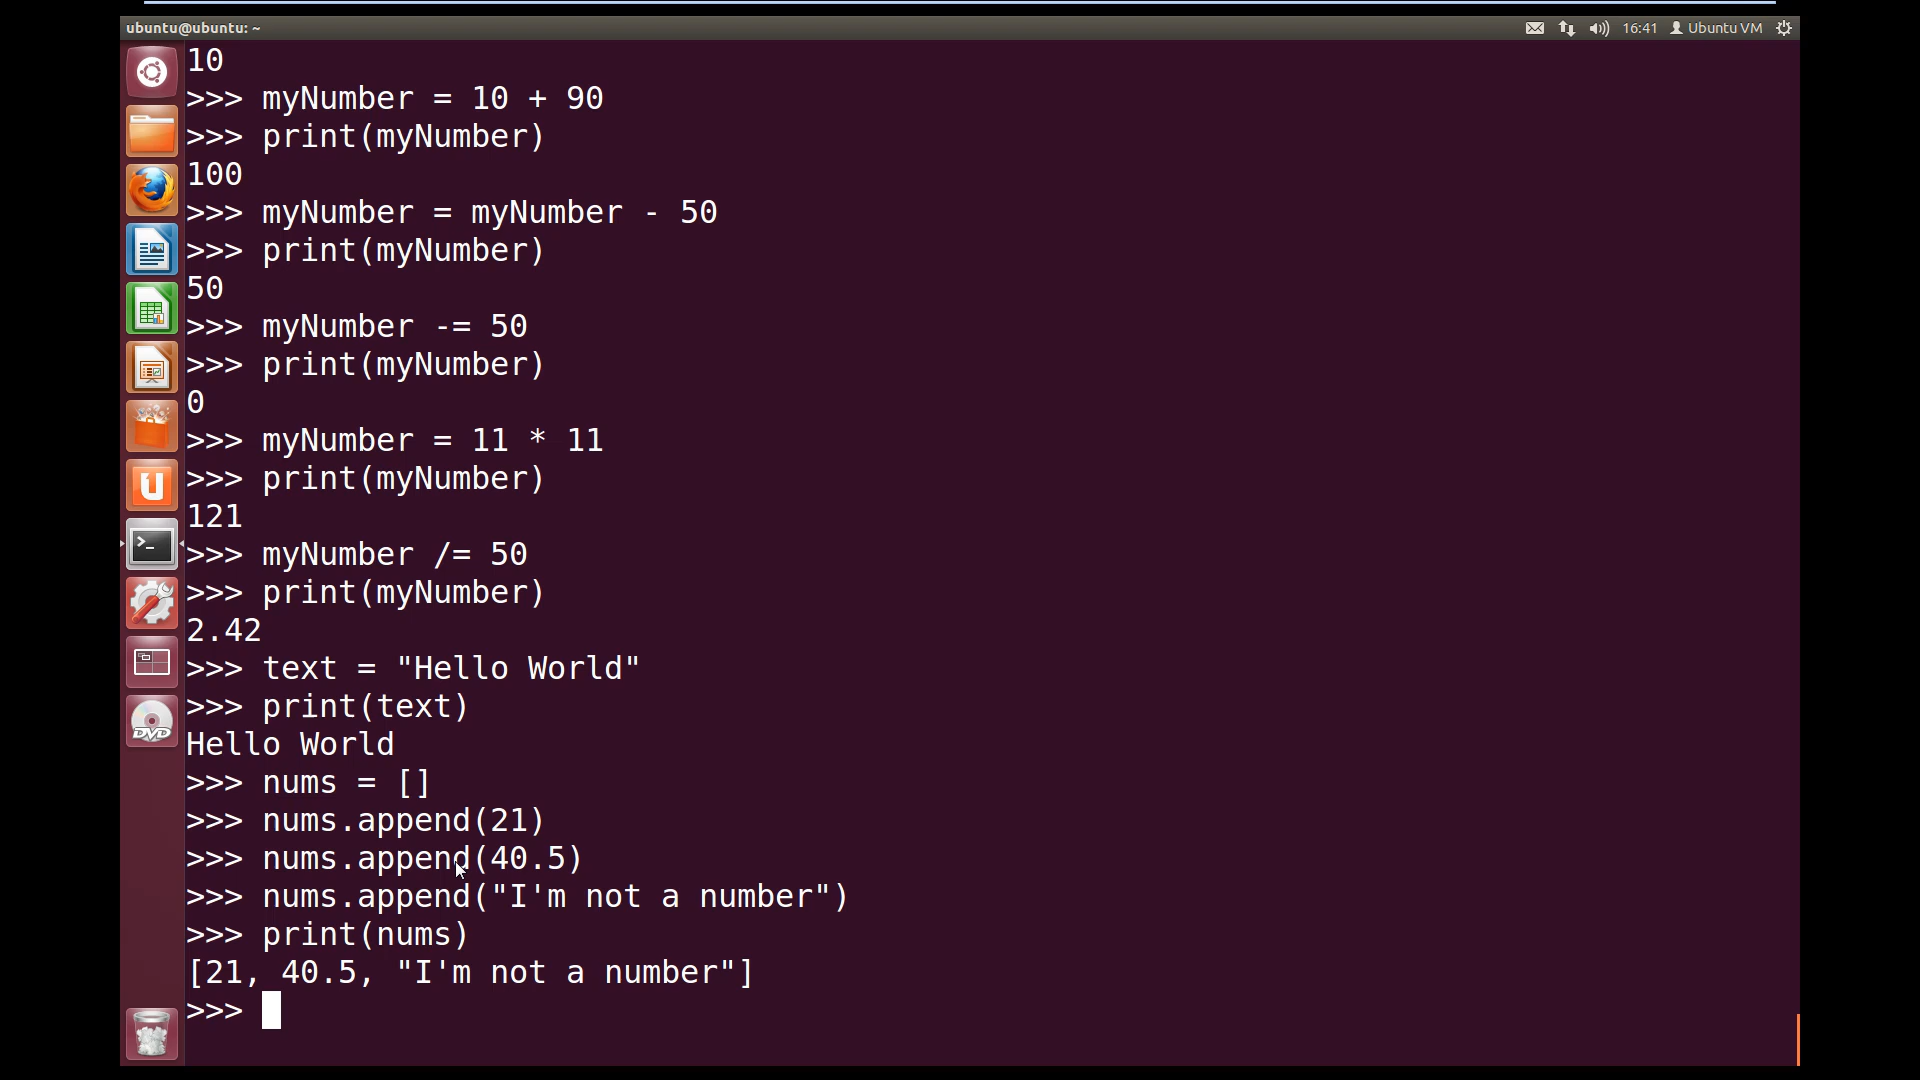 ubuntu@ubuntu: ~
16:41 Ubuntu VM
10
>>> myNumber = 10 + 90
>>> print(myNumber)
100
>>> myNumber = myNumber - 50
>>> print(myNumber)
50
>>> myNumber -= 50
>>> print(myNumber)
0
>>> myNumber = 11 * 11
>>> print(myNumber)
121
>>> myNumber /= 50
>>> print(myNumber)
2.42
>>> text = "Hello World"
>>> print(text)
Hello World
>>> nums = []
>>> nums.append(21)
>>> nums.append(40.5)
>>> nums.append("I'm not a number")
>>> print(nums)
[21, 40.5, "I'm not a number"]
>>>
DVD